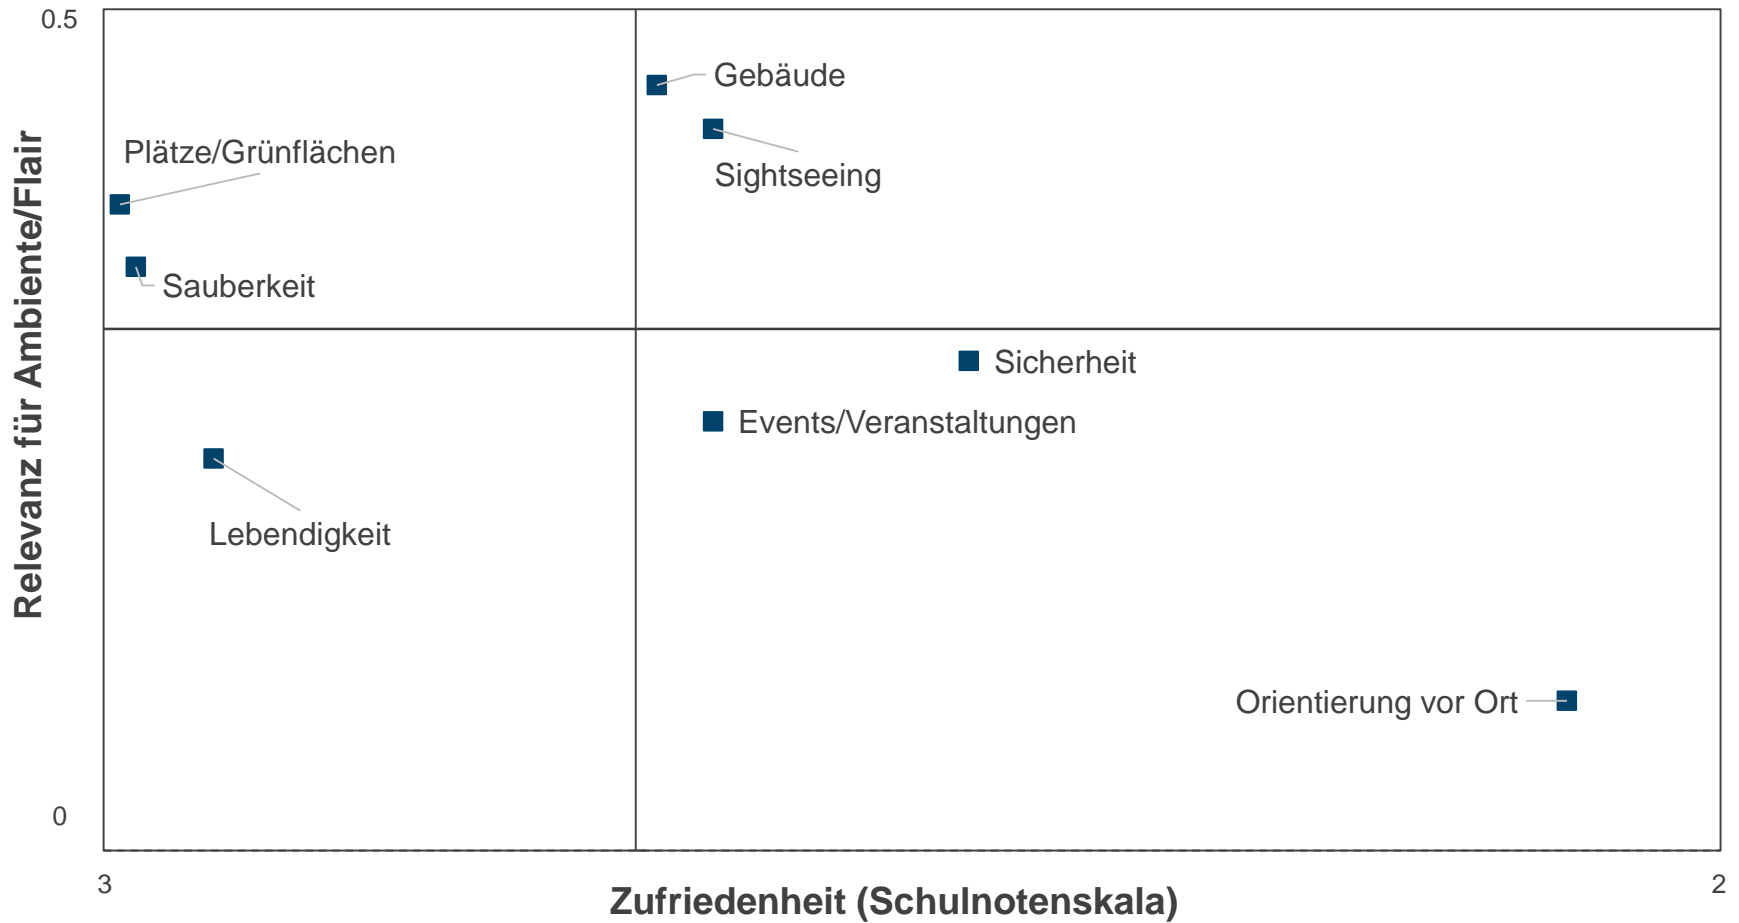 0.5
Gebäude
Plätze/Grünflächen
Sightseeing
Sauberkeit
Relevanz für Ambiente/Flair
Sicherheit
Events/Veranstaltungen
Lebendigkeit
Orientierung vor Ort
0
3
2
Zufriedenheit (Schulnotenskala)